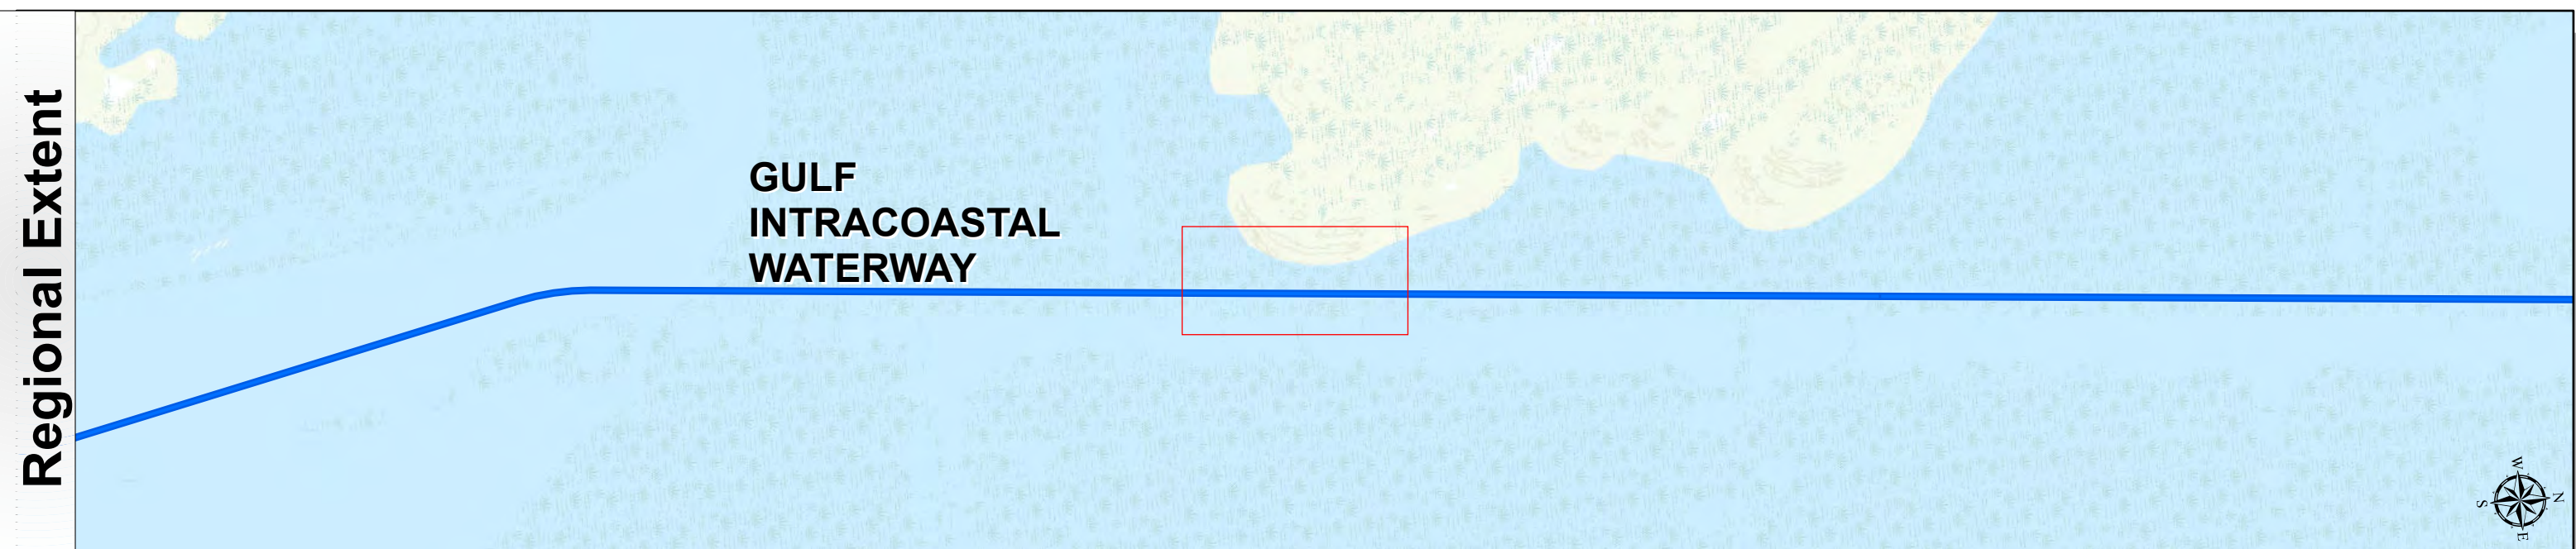 Regional Extent
GULF
INTRACOASTAL
WATERWAY
W
S
N
E